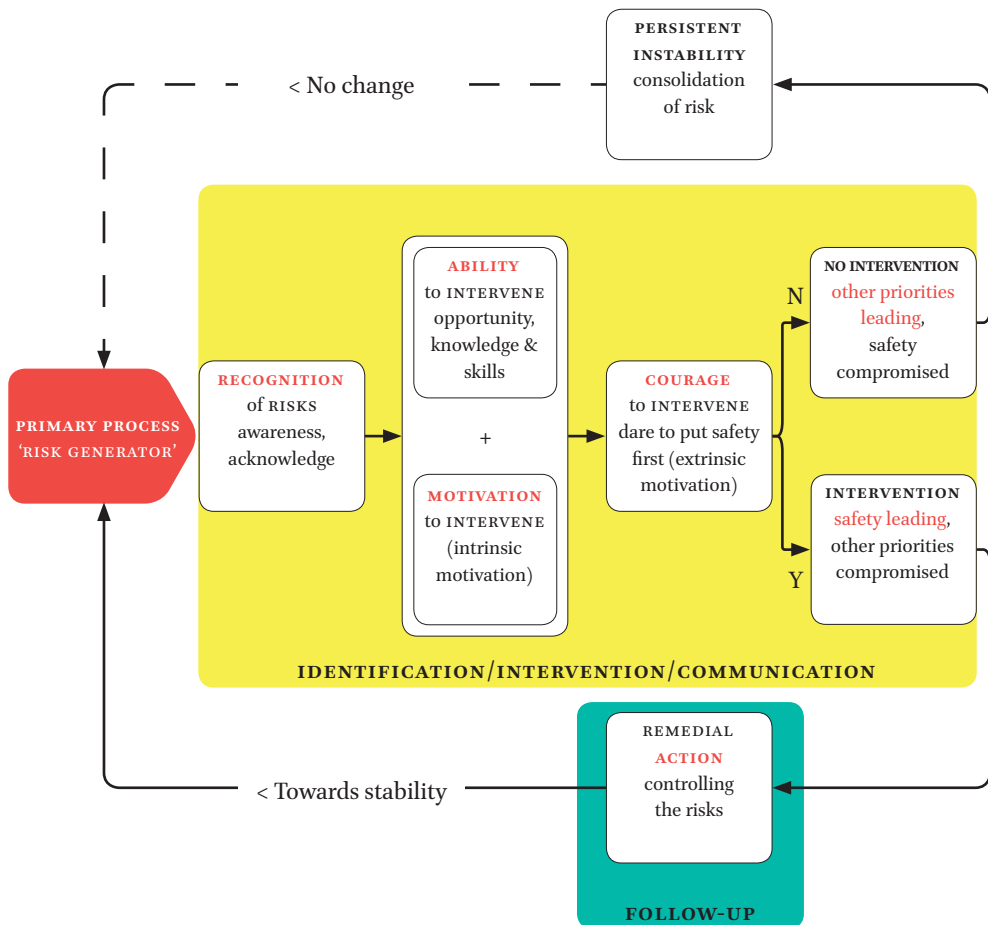 PERSISTENT
INSTABILITY
consolidation
of risk
< No change
PRIMARY PROCESS
‘RISK GENERATOR’
RECOGNITION
of RISKS
awareness,
acknowledge
ABILITY
to INTERVENE
opportunity,
knowledge &
skills
+
MOTIVATION
to INTERVENE
(intrinsic
motivation)
COURAGE
to INTERVENE
dare to put safety
first (extrinsic
motivation)
N
NO INTERVENTION
other priorities
leading,
safety
compromised
Y
INTERVENTION
safety leading,
other priorities
compromised
IDENTIFICATION/INTERVENTION/COMMUNICATION
REMEDIAL
ACTION
controlling
the risks
< Towards stability
FOLLOW-UP